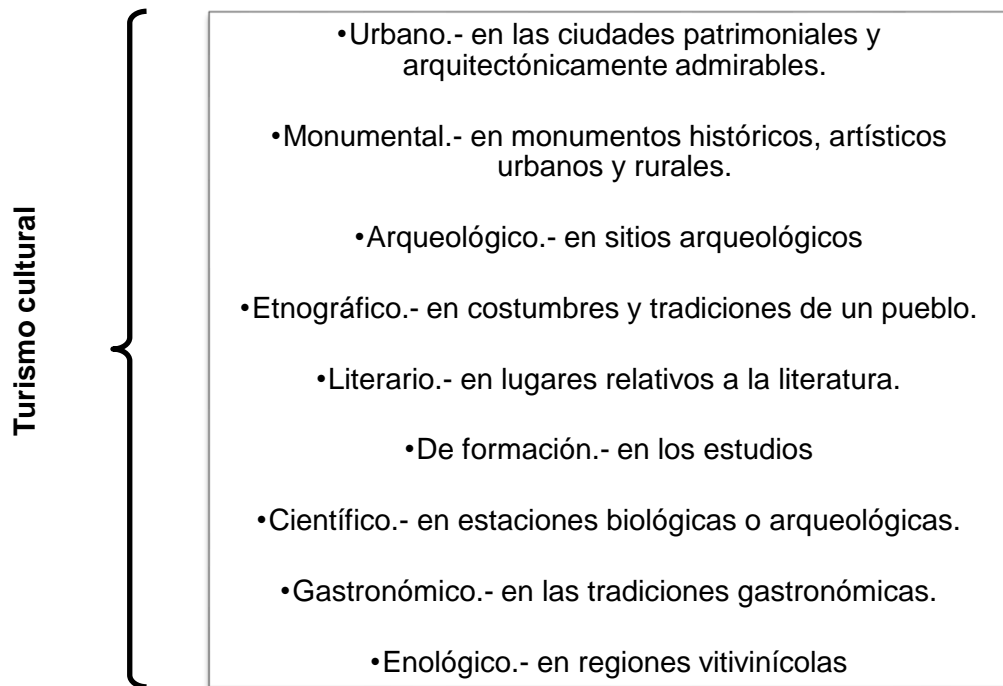 Turismo cultural
•Urbano.- en las ciudades patrimoniales y
arquitectónicamente admirables.
•Monumental.- en monumentos históricos, artísticos
urbanos y rurales.
•Arqueológico.- en sitios arqueológicos
•Etnográfico.- en costumbres y tradiciones de un pueblo.
•Literario.- en lugares relativos a la literatura.
•De formación.- en los estudios
•Científico.- en estaciones biológicas o arqueológicas.
•Gastronómico.- en las tradiciones gastronómicas.
•Enológico.- en regiones vitivinícolas